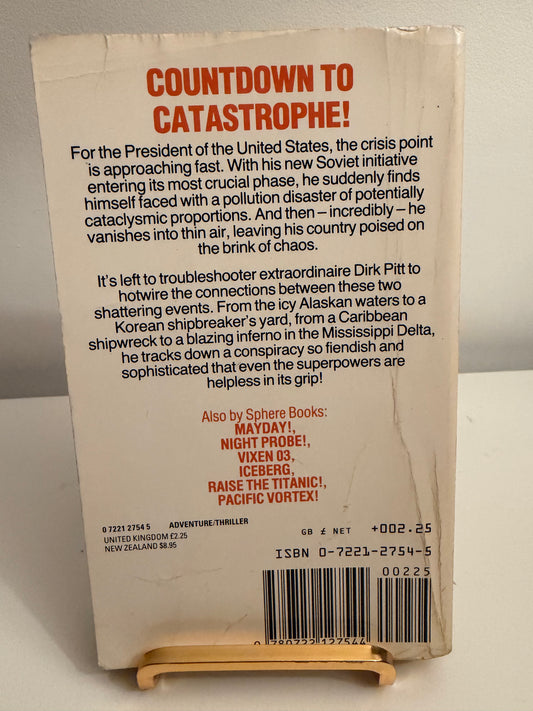 COUNTDOWN TO
CATASTROPHE!
For the President of the United States, the crisis point
is approaching fast. With his new Soviet initiative
entering its most crucial phase, he suddenly finds
himself faced with a pollution disaster of potentially
cataclysmic proportions. And then – incredibly – he
vanishes into thin air, leaving his country poised on
the brink of chaos.
It's left to troubleshooter extraordinaire Dirk Pitt to
hotwire the connections between these two
shattering events. From the icy Alaskan waters to a
Korean shipbreaker's yard, from a Caribbean
shipwreck to a blazing inferno in the Mississippi Delta,
he tracks down a conspiracy so fiendish and
sophisticated that even the superpowers are
helpless in its grip!
Also by Sphere Books:
MAYDAY!,
NIGHT PROBE!,
VIXEN 03,
ICEBERG,
RAISE THE TITANIC!,
PACIFIC VORTEX!
0 7221 2754 5 ADVENTURE/THRILLER
UNITED KINGDOM £2.25
NEW ZEALAND $8.95
GB £ NET +002.25
ISBN 0-7221-2754-5
00225
9 780722 127544